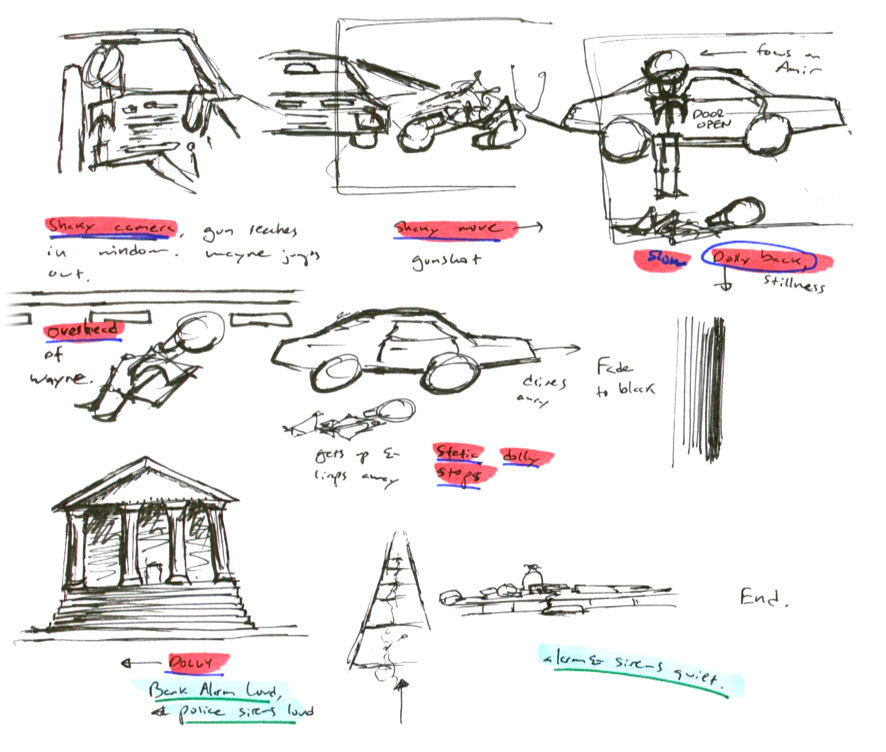 focus on
Amir
DOOR
OPEN
Shaky camera, gun reaches
in window. Wayne jumps
out.
Shaky move
gunshot
Slow Dolly back,
stillness
overhead
of
Wayne.
drives
away
Fade
to black
gets up &
limps away
Static dolly
stops
End.
DOLLY
Bank Alarm Loud,
police sirens loud
alarm & sirens quiet.